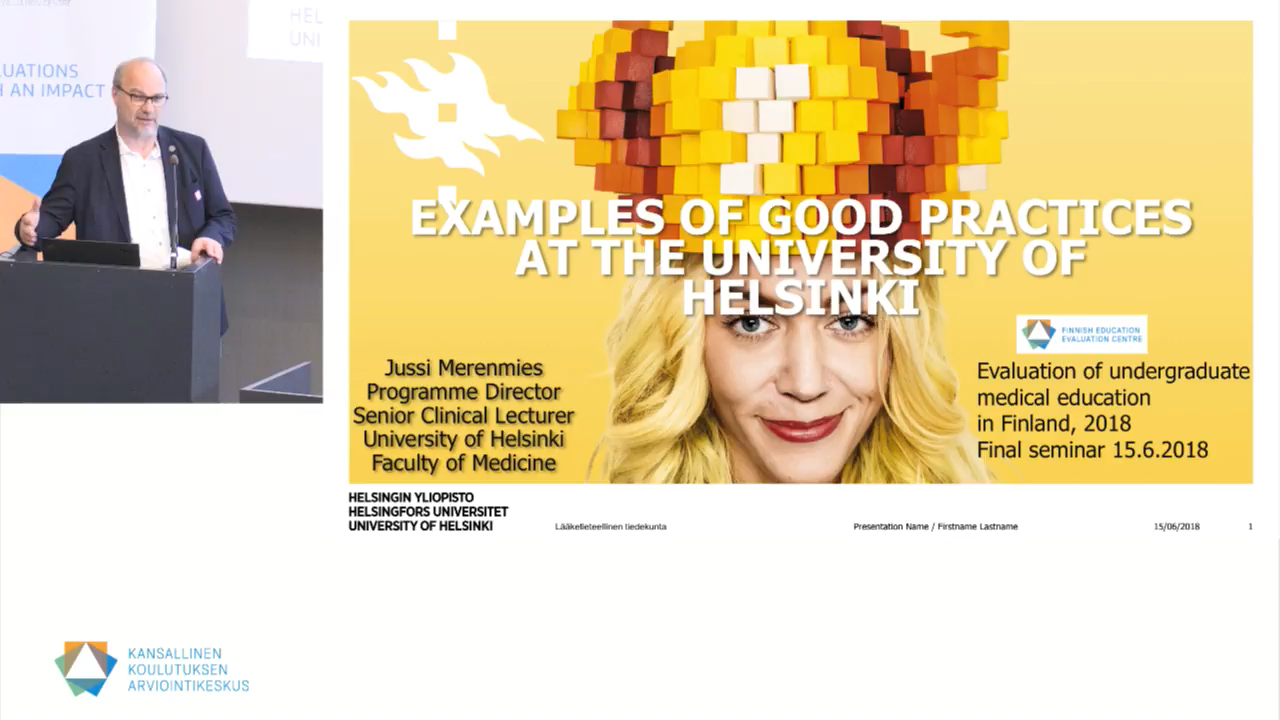 HEL
UNI
UATIONS
H AN IMPACT
EXAMPLES OF GOOD PRACTICES
AT THE UNIVERSITY OF
HELSINKI
Jussi Merenmies
Programme Director
Senior Clinical Lecturer
University of Helsinki
Faculty of Medicine
FINNISH EDUCATION
EVALUATION CENTRE
Evaluation of undergraduate
medical education
in Finland, 2018
Final seminar 15.6.2018
HELSINGIN YLIOPISTO
HELSINGFORS UNIVERSITET
UNIVERSITY OF HELSINKI
Lääketieteellinen tiedekunta
Presentation Name / Firstname Lastname
15/06/2018
1
KANSALLINEN
KOULUTUKSEN
ARVIOINTIKESKUS